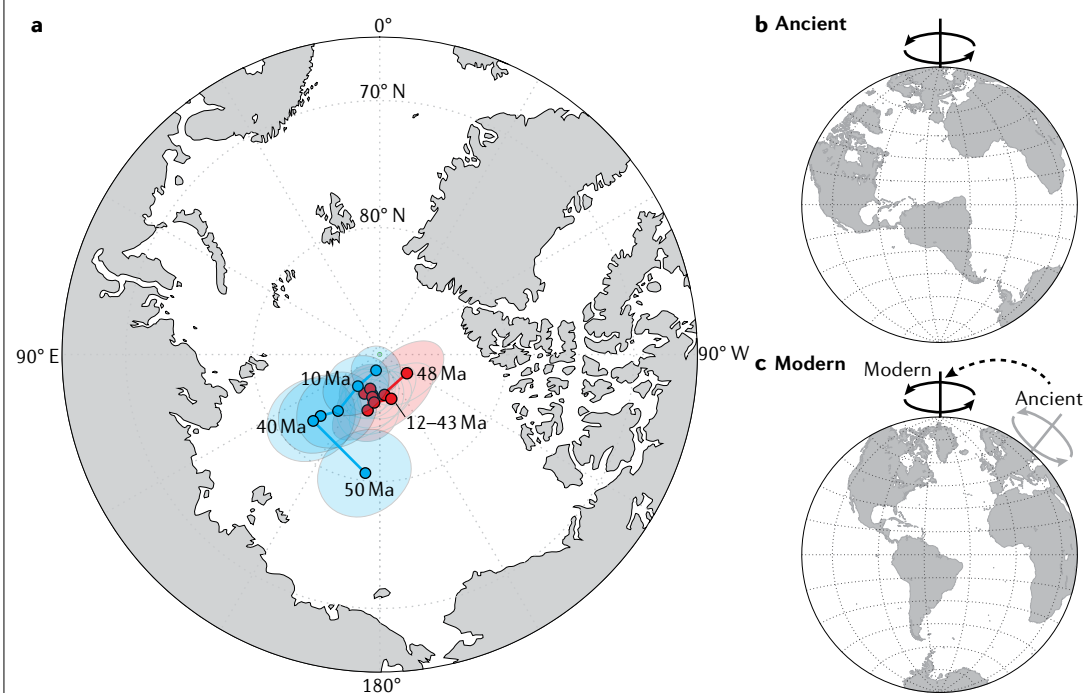 a
0°
70° N
80° N
90° E
90° W
10 Ma
48 Ma
12–43 Ma
40 Ma
50 Ma
180°
b Ancient
c Modern
Modern
Ancient